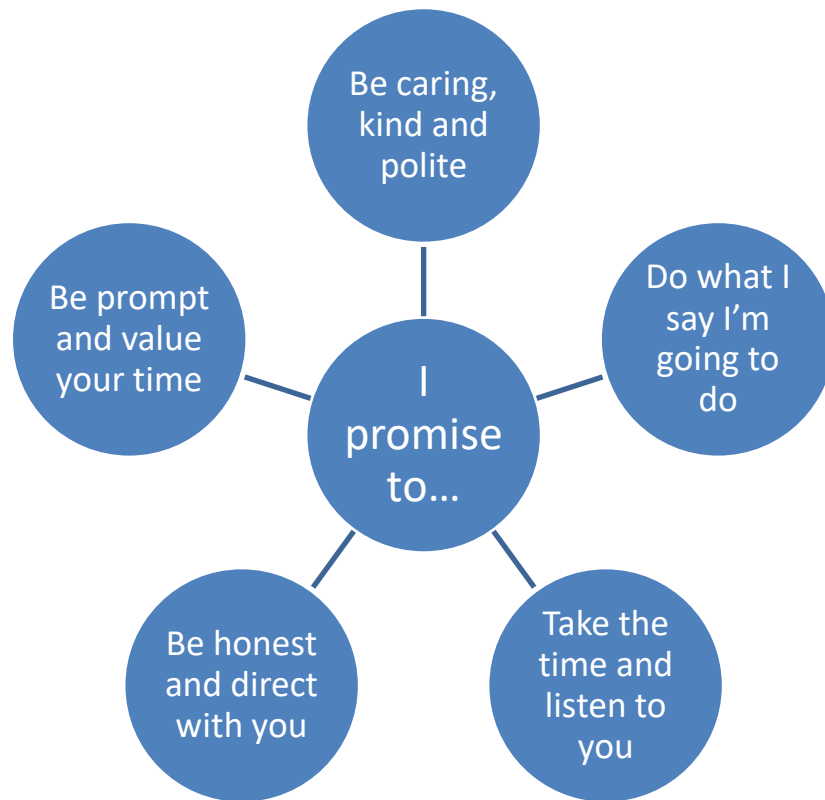 Be caring,
kind and
polite
Do what I
say I’m
going to
do
Take the
time and
listen to
you
Be honest
and direct
with you
Be prompt
and value
your time
I
promise
to…